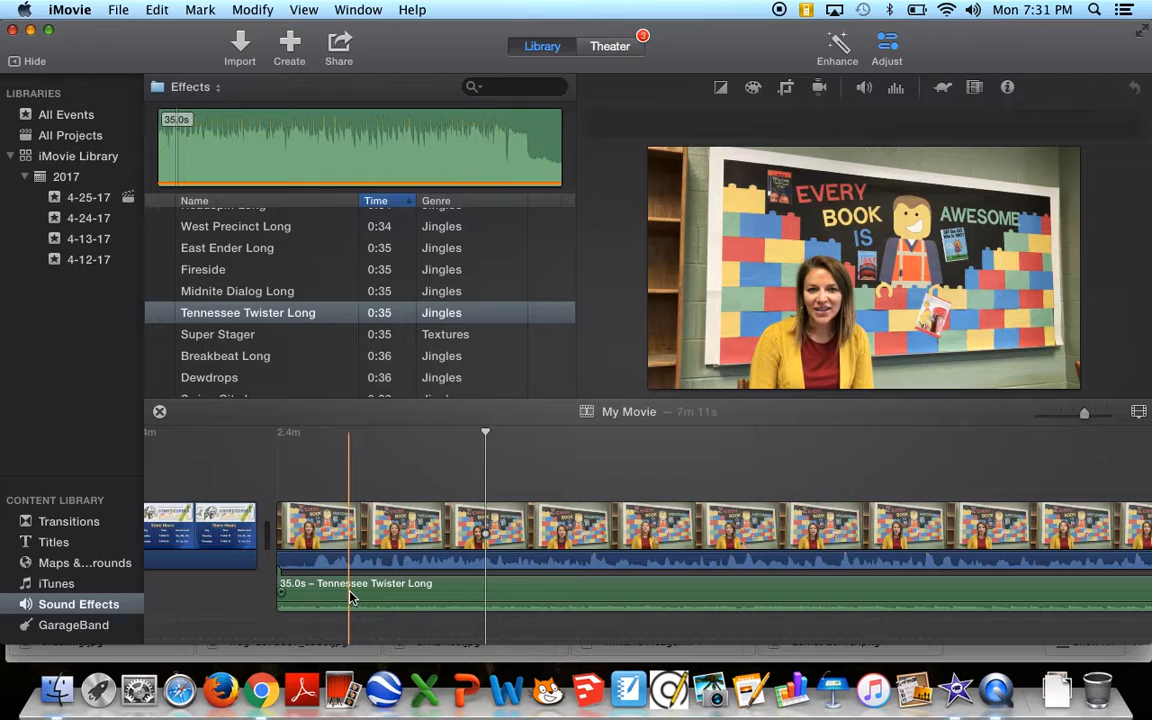 iMovie File Edit Mark Modify View Window Help Mon 7:31 PM
Hide Import Create Share Library Theater 3 Enhance Adjust
LIBRARIES
All Events
All Projects
iMovie Library
2017
4-25-17
4-24-17
4-13-17
4-12-17
Effects
35.0s
Name Time Genre
West Precinct Long 0:34 Jingles
East Ender Long 0:35 Jingles
Fireside 0:35 Jingles
Midnite Dialog Long 0:35 Jingles
Tennessee Twister Long 0:35 Jingles
Super Stager 0:35 Textures
Breakbeat Long 0:36 Jingles
Dewdrops 0:36 Jingles
EVERY
BOOK AWESOME
IS
My Movie – 7m 11s
4m 2.4m
35.0s – Tennessee Twister Long
CONTENT LIBRARY
Transitions
Titles
Maps &...rounds
iTunes
Sound Effects
GarageBand